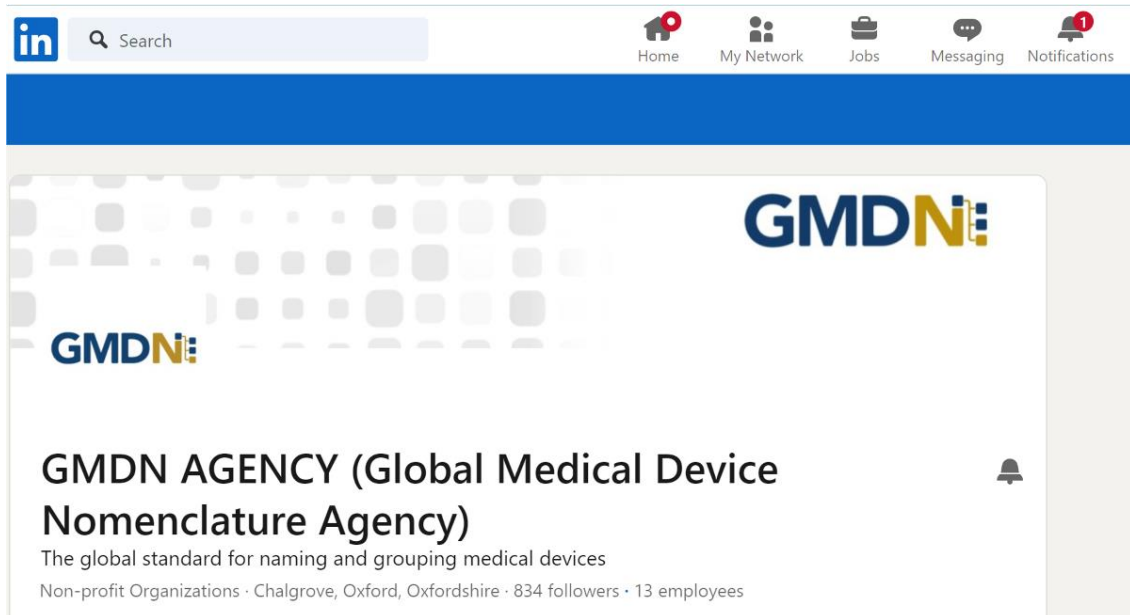 in Search
Home My Network Jobs Messaging 1 Notifications
GMDN
GMDN
GMDN AGENCY (Global Medical Device
Nomenclature Agency)
The global standard for naming and grouping medical devices
Non-profit Organizations · Chalgrove, Oxford, Oxfordshire · 834 followers · 13 employees